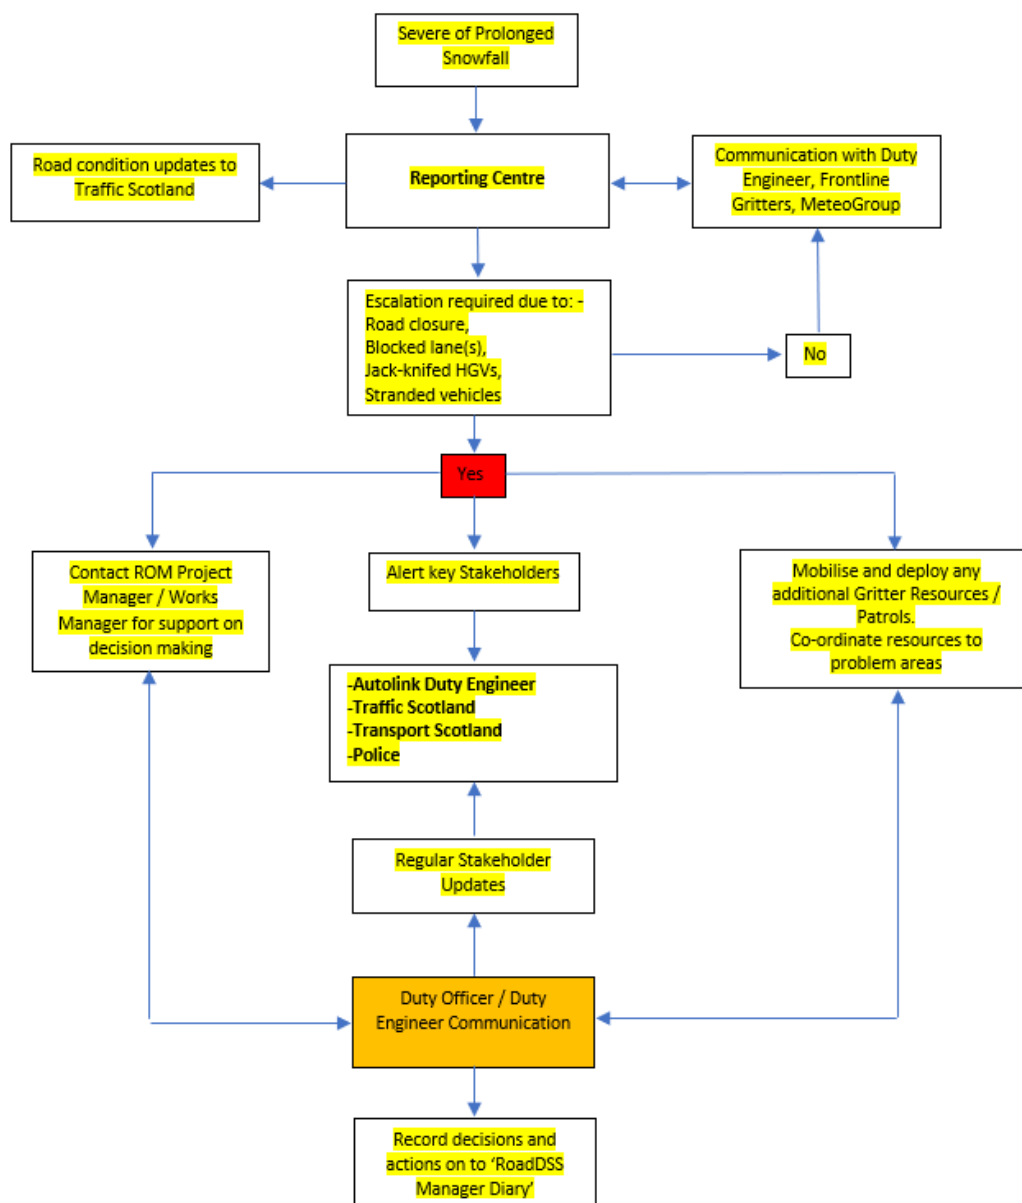 Severe of Prolonged
Snowfall
Road condition updates to
Traffic Scotland
Reporting Centre
Communication with Duty
Engineer, Frontline
Gritters, MeteoGroup
Escalation required due to: -
Road closure,
Blocked lane(s),
Jack-knifed HGVs,
Stranded vehicles
No
Yes
Contact ROM Project
Manager / Works
Manager for support on
decision making
Alert key Stakeholders
Mobilise and deploy any
additional Gritter Resources /
Patrols.
Co-ordinate resources to
problem areas
-Autolink Duty Engineer
-Traffic Scotland
-Transport Scotland
-Police
Regular Stakeholder
Updates
Duty Officer / Duty
Engineer Communication
Record decisions and
actions on to ‘RoadDSS
Manager Diary’